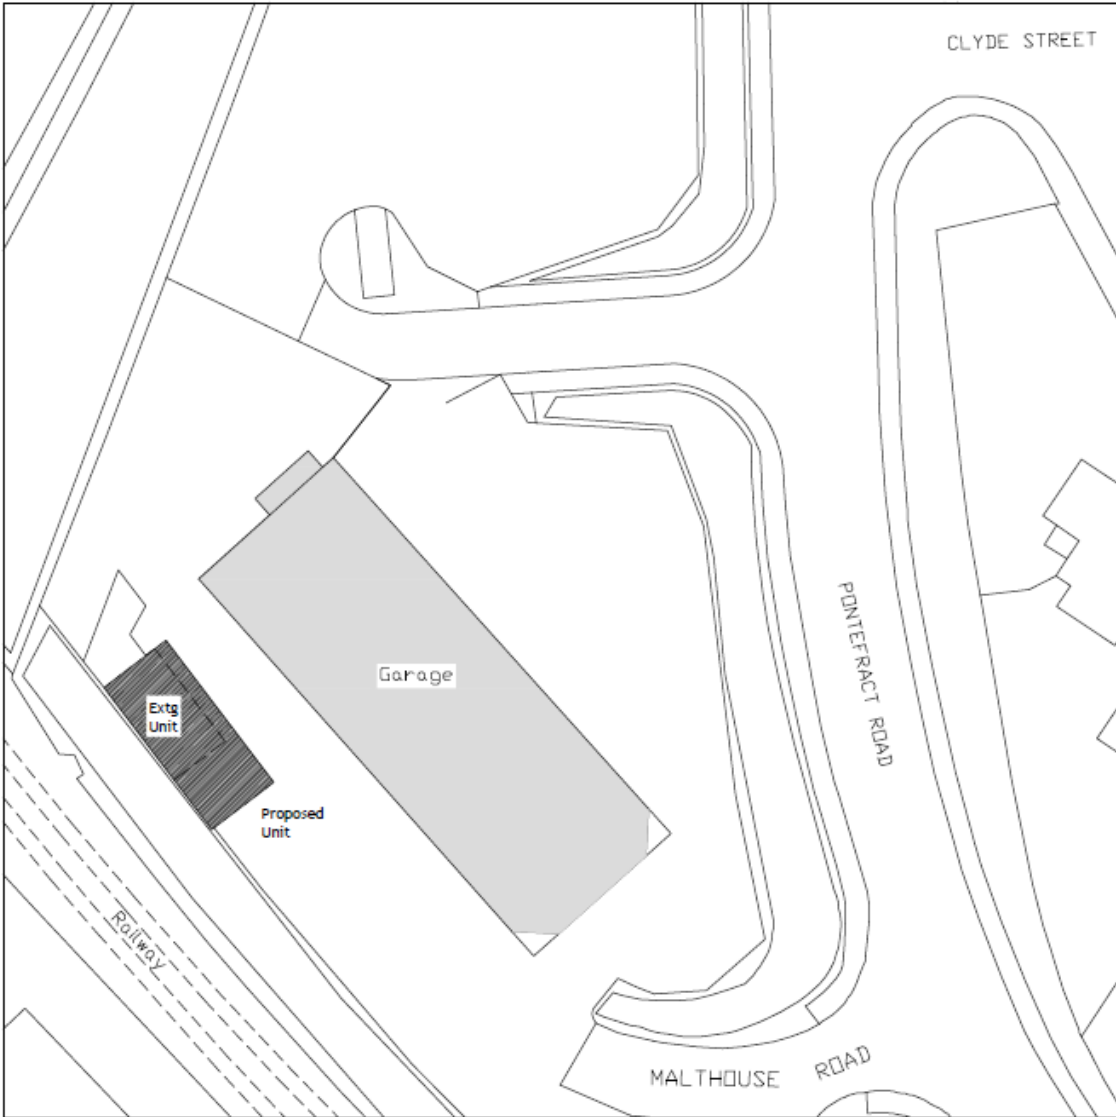 CLYDE STREET
PONTEFRACT ROAD
Garage
Extg
Unit
Proposed
Unit
Railway
MALTHOUSE ROAD